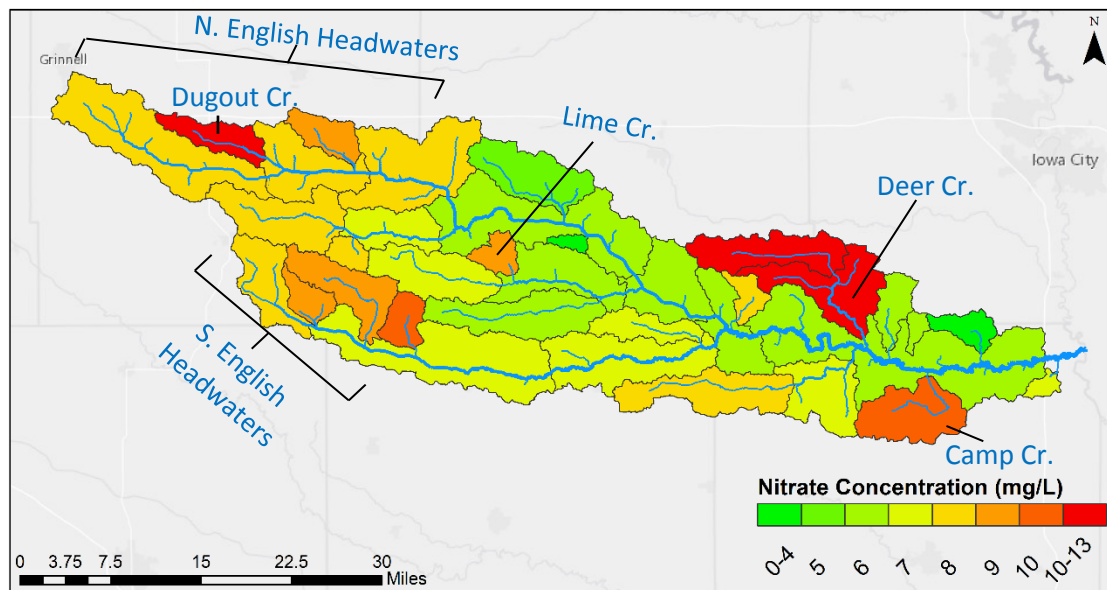 N. English Headwaters
N
Grinnell
Dugout Cr.
Lime Cr.
Iowa City
Deer Cr.
S. English
Headwaters
Camp Cr.
Nitrate Concentration (mg/L)
0-4 5 6 7 8 9 10 10-13
0 3.75 7.5 15 22.5 30
Miles